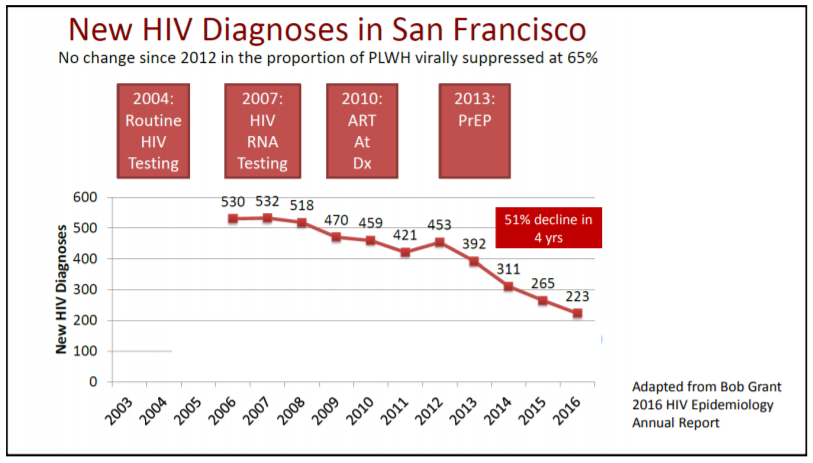 New HIV Diagnoses in San Francisco
No change since 2012 in the proportion of PLWH virally suppressed at 65%
2004:
Routine
HIV
Testing
2007:
HIV
RNA
Testing
2010:
ART
At
Dx
2013:
PrEP
New HIV Diagnoses
600
500
400
300
200
100
0
530
532
518
470
459
421
453
392
311
265
223
51% decline in
4 yrs
2003
2004
2005
2006
2007
2008
2009
2010
2011
2012
2013
2014
2015
2016
Adapted from Bob Grant
2016 HIV Epidemiology
Annual Report